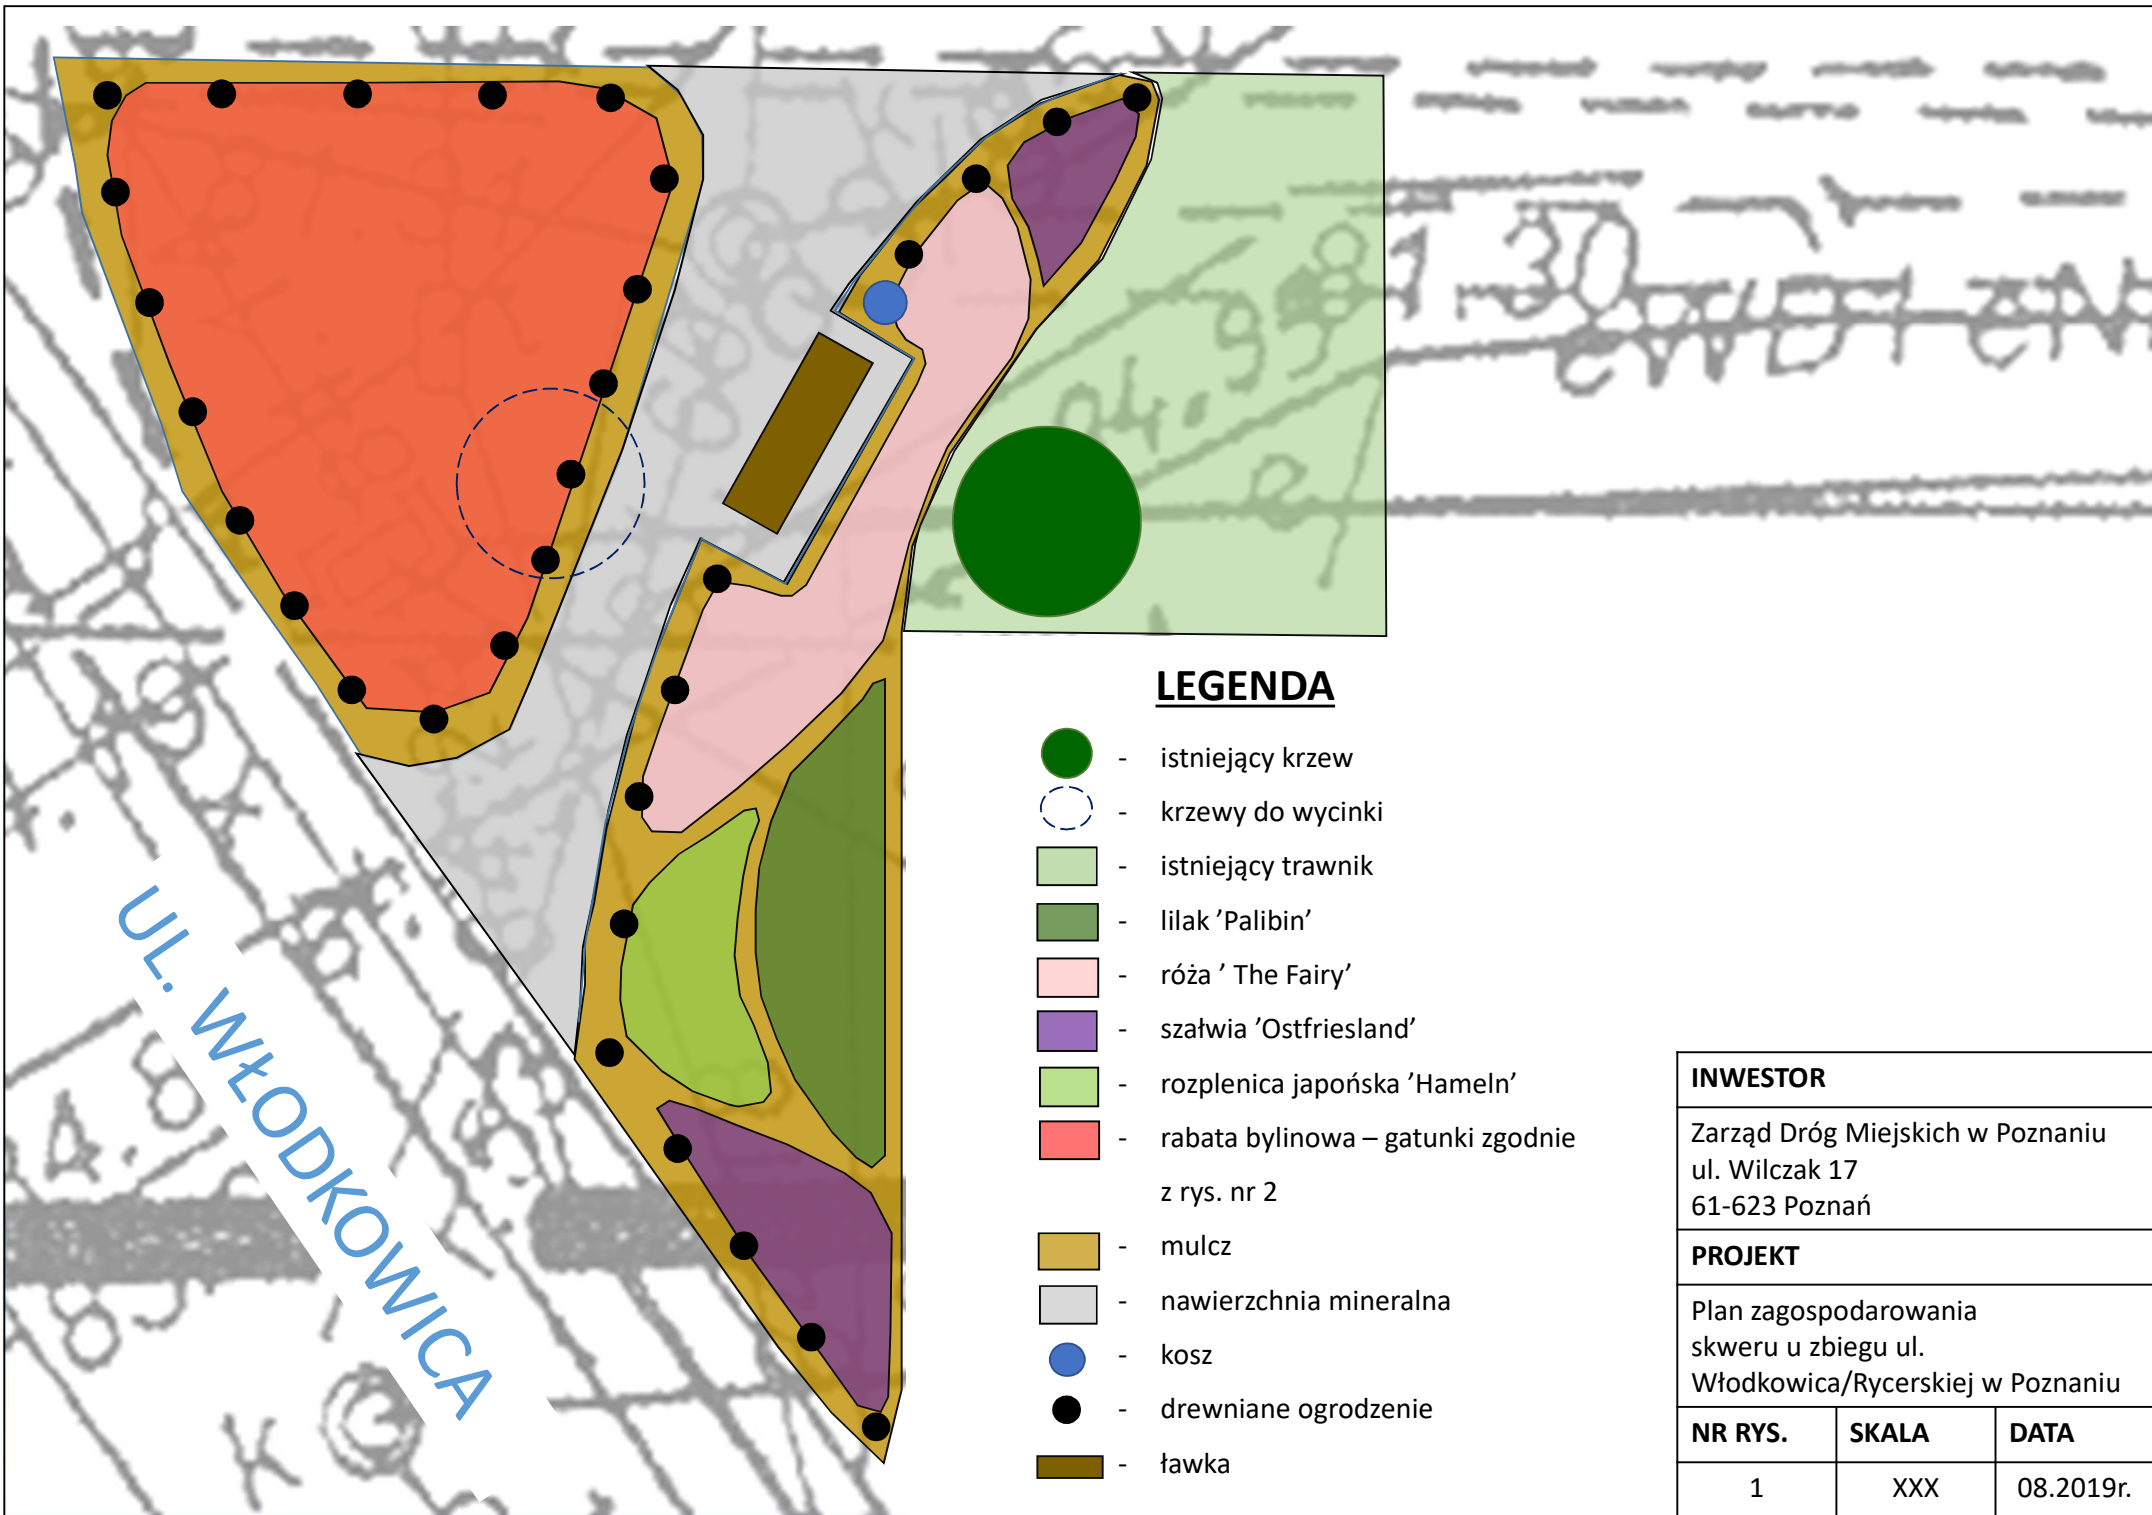 UL. WŁODKOWICA
LEGENDA
- istniejący krzew
- krzewy do wycinki
- istniejący trawnik
- lilak ’Palibin’
- róża ’ The Fairy’
- szałwia ’Ostfriesland’
- rozplenica japońska ’Hameln’
- rabata bylinowa – gatunki zgodnie
z rys. nr 2
- mulcz
- nawierzchnia mineralna
- kosz
- drewniane ogrodzenie
- ławka
INWESTOR
Zarząd Dróg Miejskich w Poznaniu
ul. Wilczak 17
61-623 Poznań
PROJEKT
Plan zagospodarowania
skweru u zbiegu ul.
Włodkowica/Rycerskiej w Poznaniu
NR RYS. SKALA DATA
1 XXX 08.2019r.